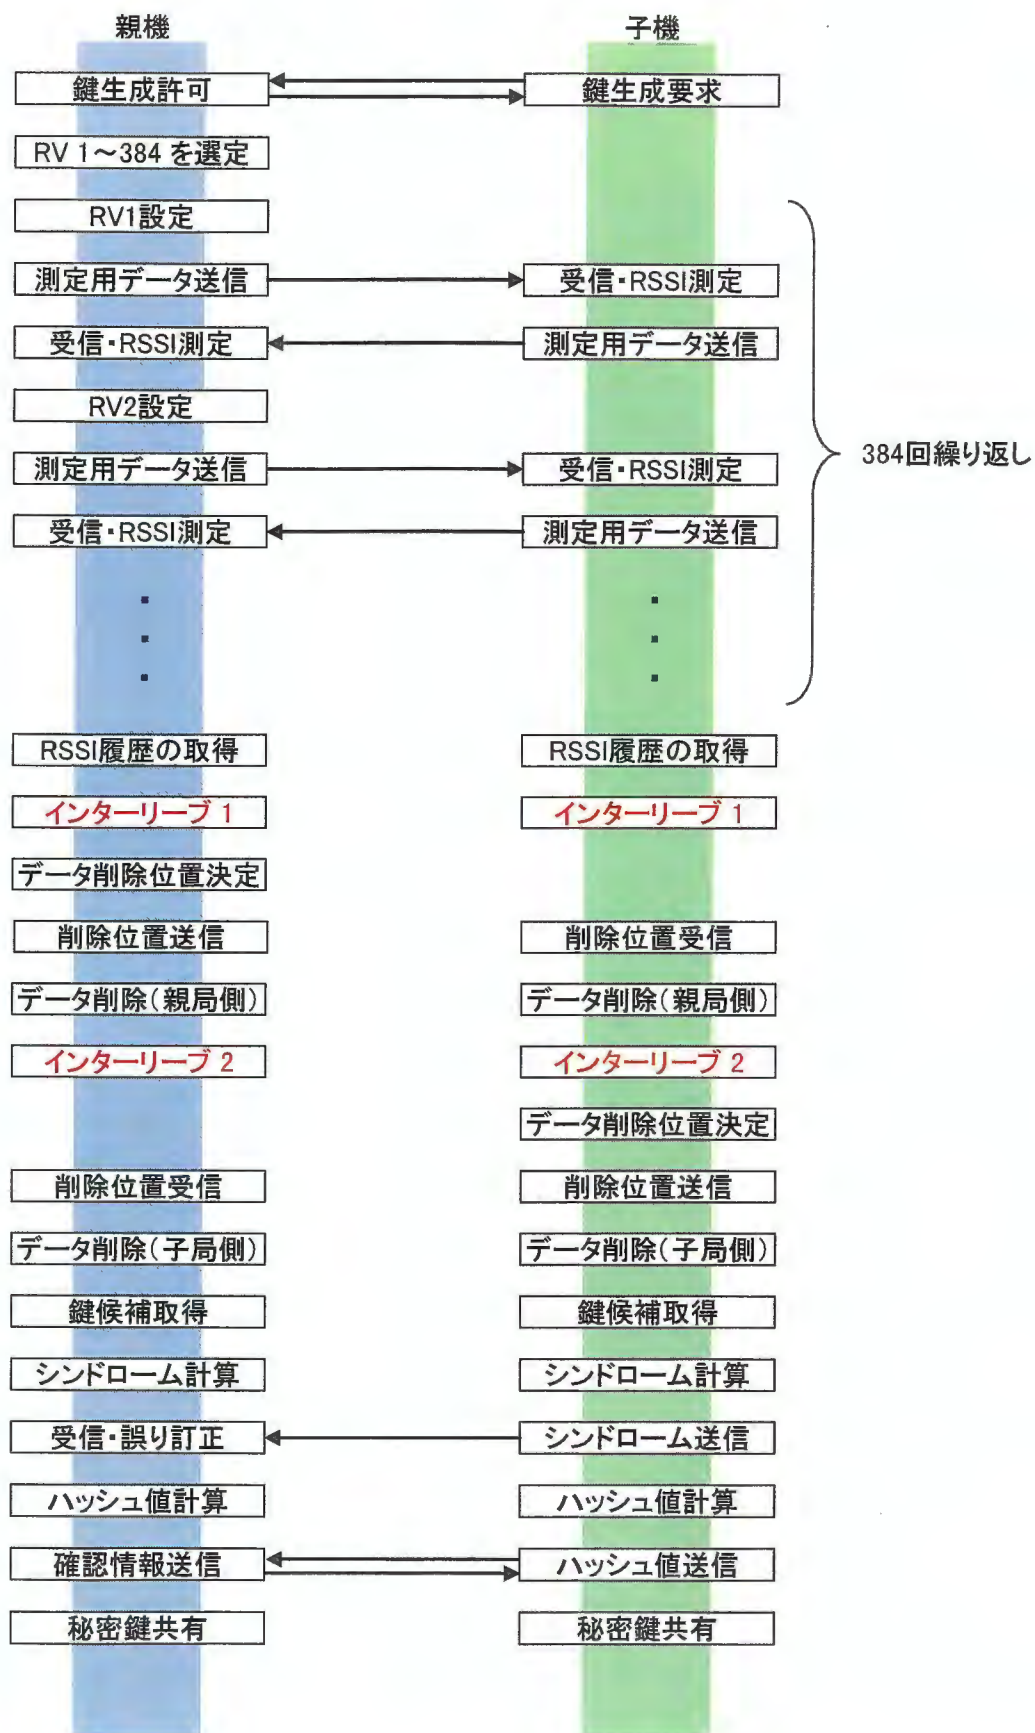 親機 子機
鍵生成許可 鍵生成要求
RV 1～384 を選定
RV1設定
測定用データ送信 受信・RSSI測定
受信・RSSI測定 測定用データ送信
RV2設定
384回繰り返し
測定用データ送信 受信・RSSI測定
受信・RSSI測定 測定用データ送信
RSSI履歴の取得 RSSI履歴の取得
インターリーブ 1 インターリーブ 1
データ削除位置決定
削除位置送信 削除位置受信
データ削除(親局側) データ削除(親局側)
インターリーブ 2 インターリーブ 2
データ削除位置決定
削除位置受信 削除位置送信
データ削除(子局側) データ削除(子局側)
鍵候補取得 鍵候補取得
シンドローム計算 シンドローム計算
受信・誤り訂正 シンドローム送信
ハッシュ値計算 ハッシュ値計算
確認情報送信 ハッシュ値送信
秘密鍵共有 秘密鍵共有